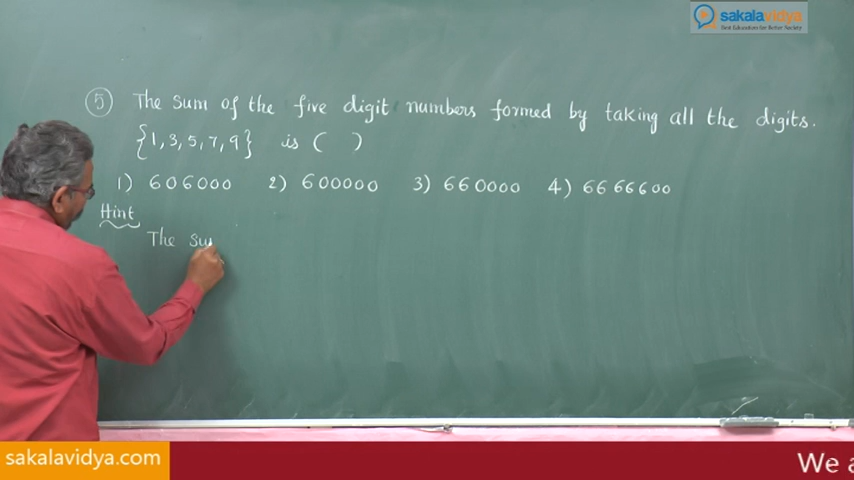 sakalavidya
Best Educators for Better Society
5 The sum of the five digit numbers formed by taking all the digits.
{1, 3, 5, 7, 9} is ( )
1) 606000 2) 600000 3) 660000 4) 6666600
Hint
The su
sakalavidya.com
We a